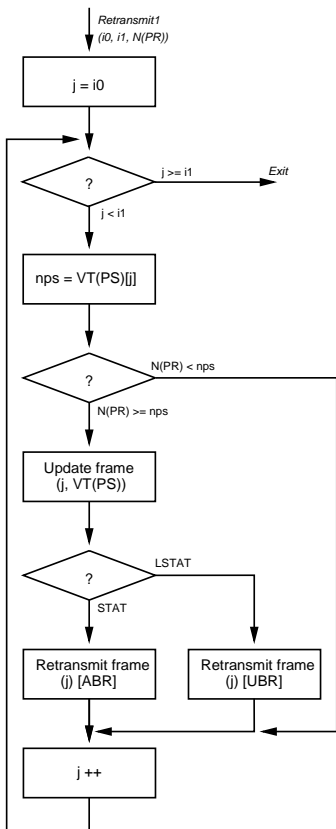 Retransmit1
(i0, i1, N(PR))
j = i0
?
j >= i1
Exit
j < i1
nps = VT(PS)[j]
?
N(PR) < nps
N(PR) >= nps
Update frame
(j, VT(PS))
?
LSTAT
STAT
Retransmit frame
(j) [ABR]
Retransmit frame
(j) [UBR]
j ++